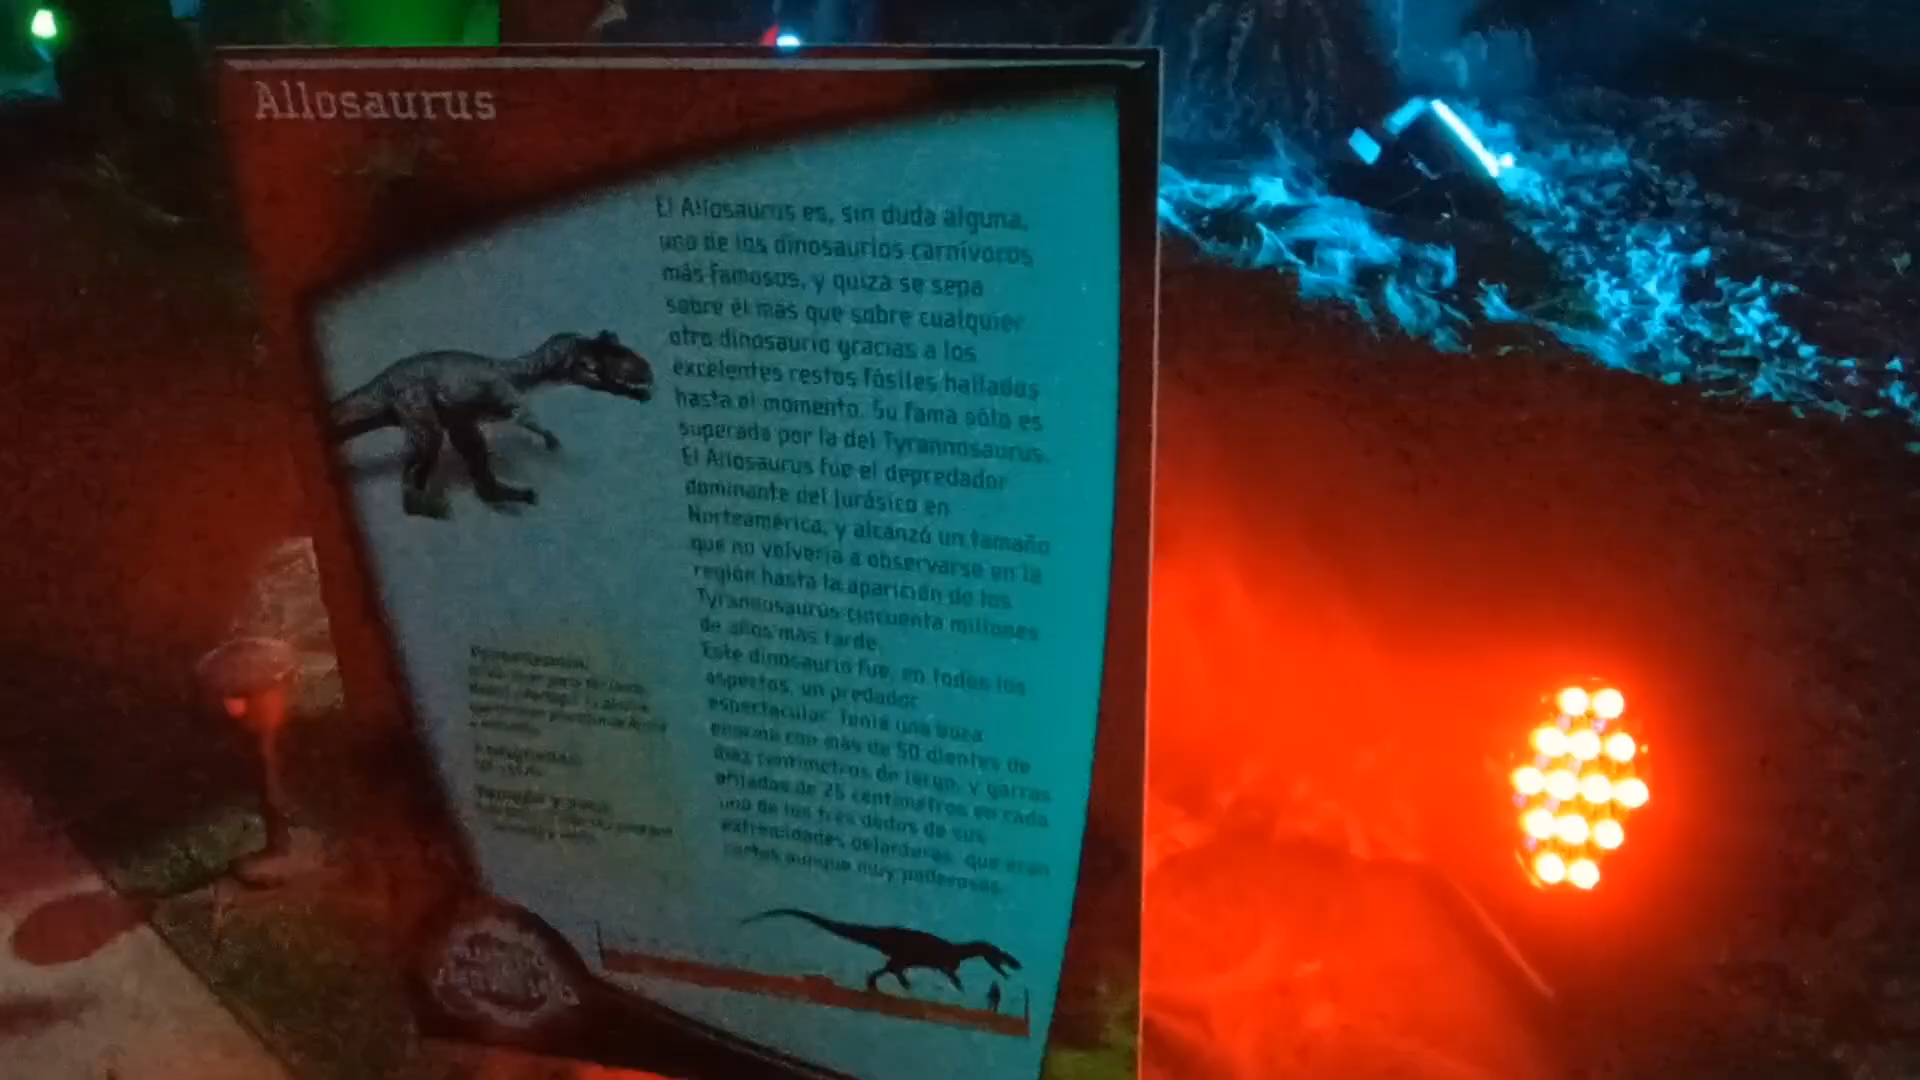 Allosaurus
El Allosaurus es, sin duda alguna,
uno de los dinosaurios carnívoros
más famosos, y quizá se sepa
sobre él más que sobre cualquier
otro dinosaurio gracias a los
excelentes restos fósiles hallados
hasta el momento. Su fama sólo es
superada por la del Tyrannosaurus.
El Allosaurus fue el depredador
dominante del Jurásico en
Norteamérica, y alcanzó un tamaño
que no volvería a observarse en la
región hasta la aparición de los
Tyrannosaurus cincuenta millones
de años más tarde.
Este dinosaurio fue, en todos los
aspectos, un predador
espectacular. Tenía una boca
enorme con más de 50 dientes de
diez centímetros de largo, y garras
afiladas de 25 centímetros en cada
uno de los tres dedos de sus
extremidades delanteras, que eran
cortas aunque muy poderosas.